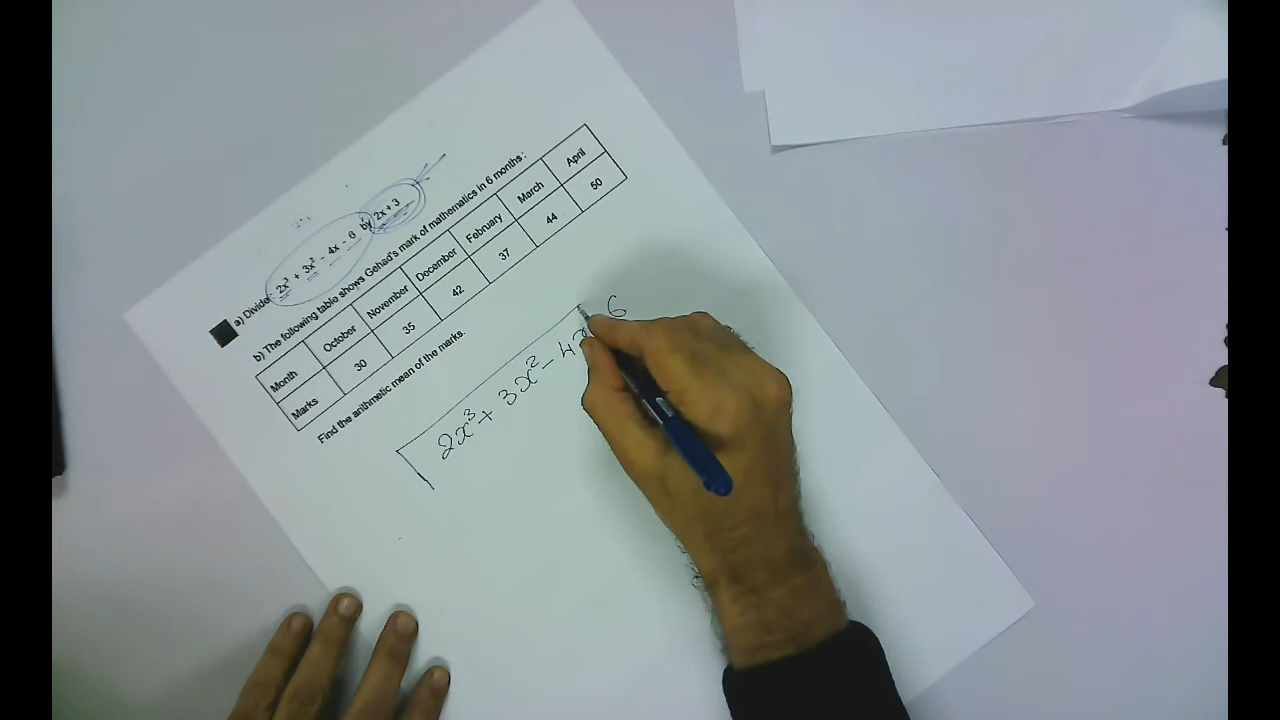 a) Divide: 2x³ + 3x² - 4x - 6 by 2x + 3
b) The following table shows Gehad's mark of mathematics in 6 months:
Month October November December February March April
Marks 30 35 42 37 44 50
Find the arithmetic mean of the marks.
2x³ + 3x² - 4x 6